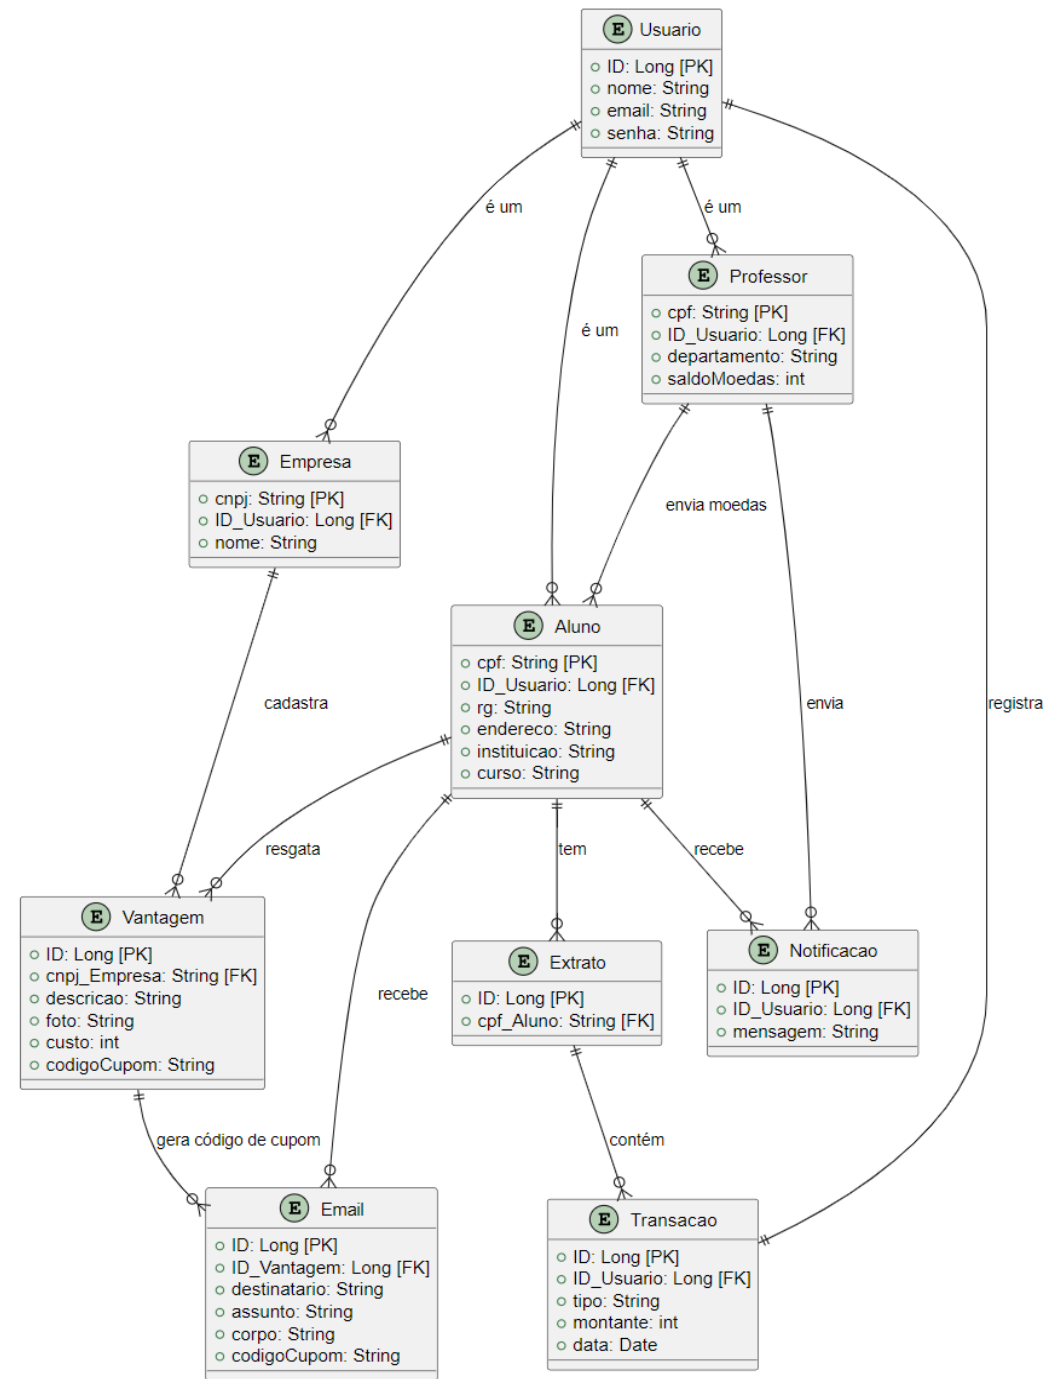 E Usuario
ID: Long [PK]
nome: String
email: String
senha: String
é um
é um
E Professor
cpf: String [PK]
ID_Usuario: Long [FK]
departamento: String
saldoMoedas: int
é um
E Empresa
cnpj: String [PK]
ID_Usuario: Long [FK]
nome: String
envia moedas
E Aluno
cpf: String [PK]
ID_Usuario: Long [FK]
rg: String
endereco: String
instituicao: String
curso: String
cadastra
envia
registra
resgata
tem
recebe
E Vantagem
ID: Long [PK]
cnpj_Empresa: String [FK]
descricao: String
foto: String
custo: int
codigoCupom: String
recebe
E Extrato
ID: Long [PK]
cpf_Aluno: String [FK]
E Notificacao
ID: Long [PK]
ID_Usuario: Long [FK]
mensagem: String
gera código de cupom
contém
E Email
ID: Long [PK]
ID_Vantagem: Long [FK]
destinatario: String
assunto: String
corpo: String
codigoCupom: String
E Transacao
ID: Long [PK]
ID_Usuario: Long [FK]
tipo: String
montante: int
data: Date